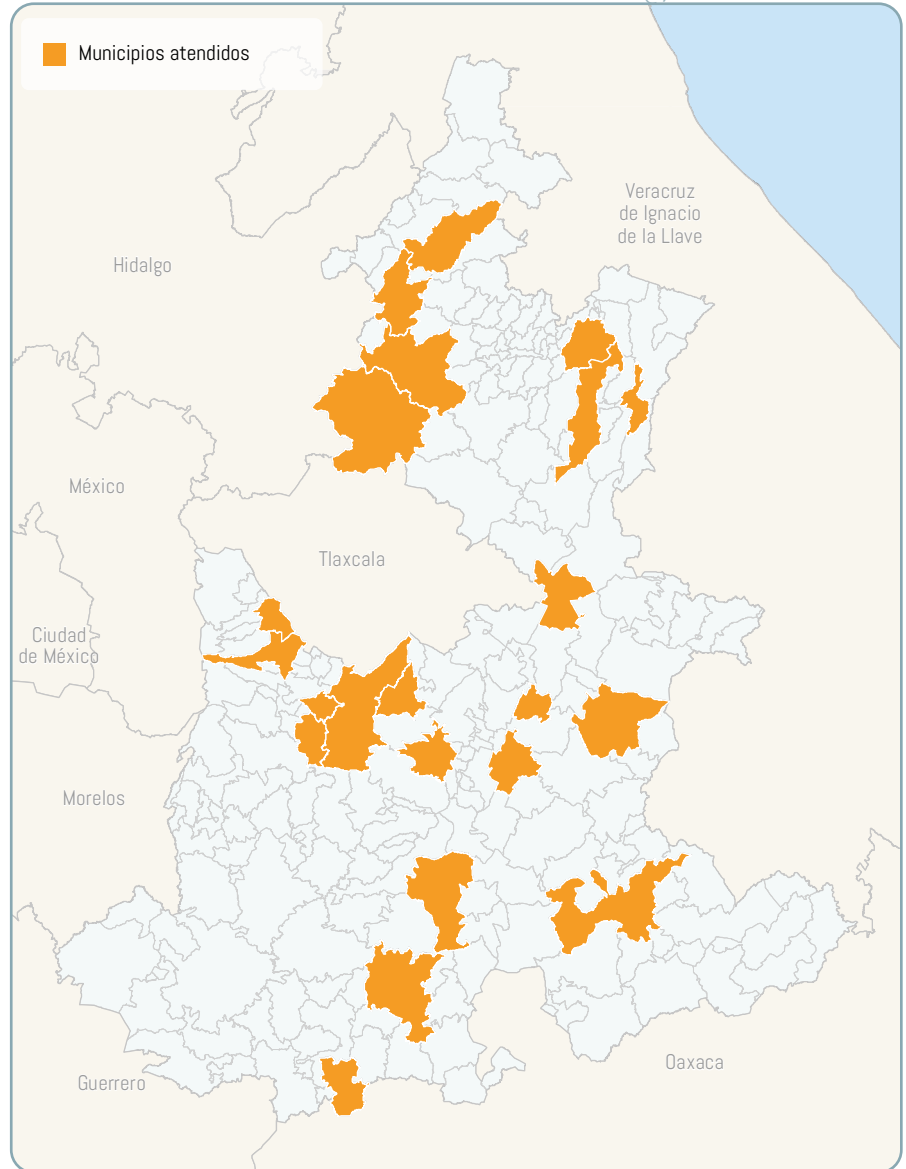 Municipios atendidos
Veracruz
de Ignacio
de la Llave
Hidalgo
México
Tlaxcala
Ciudad
de México
Morelos
Oaxaca
Guerrero